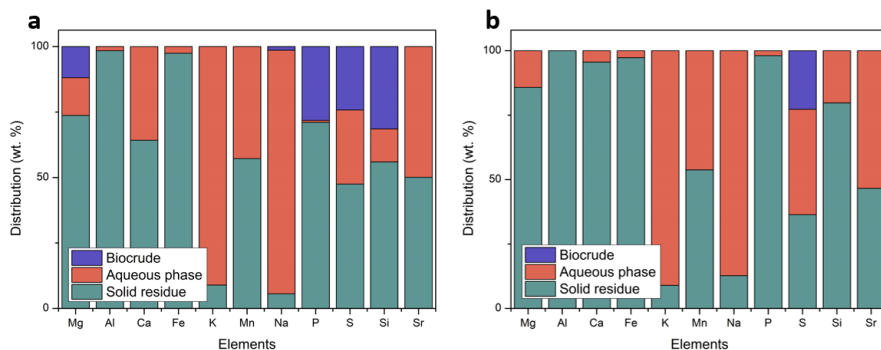 a
100
50
0
Distribution (wt. %)
Biocrude
Aqueous phase
Solid residue
Mg Al Ca Fe K Mn Na P S Si Sr
Elements
b
100
50
0
Distribution (wt. %)
Biocrude
Aqueous phase
Solid residue
Mg Al Ca Fe K Mn Na P S Si Sr
Elements